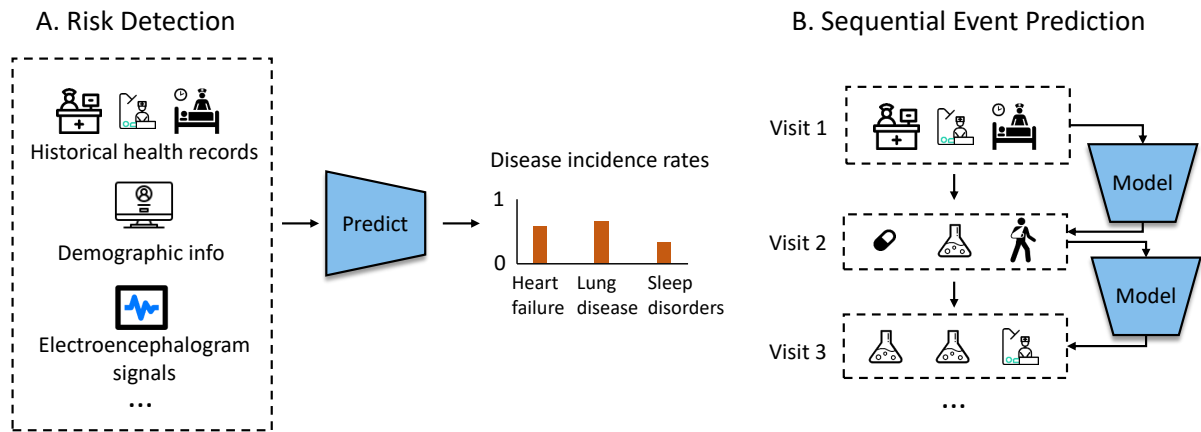 A. Risk Detection
Historical health records
Demographic info
Electroencephalogram
signals
...
Predict
Disease incidence rates
1
0
Heart
failure
Lung
disease
Sleep
disorders
B. Sequential Event Prediction
Visit 1
Model
Visit 2
Model
Visit 3
...